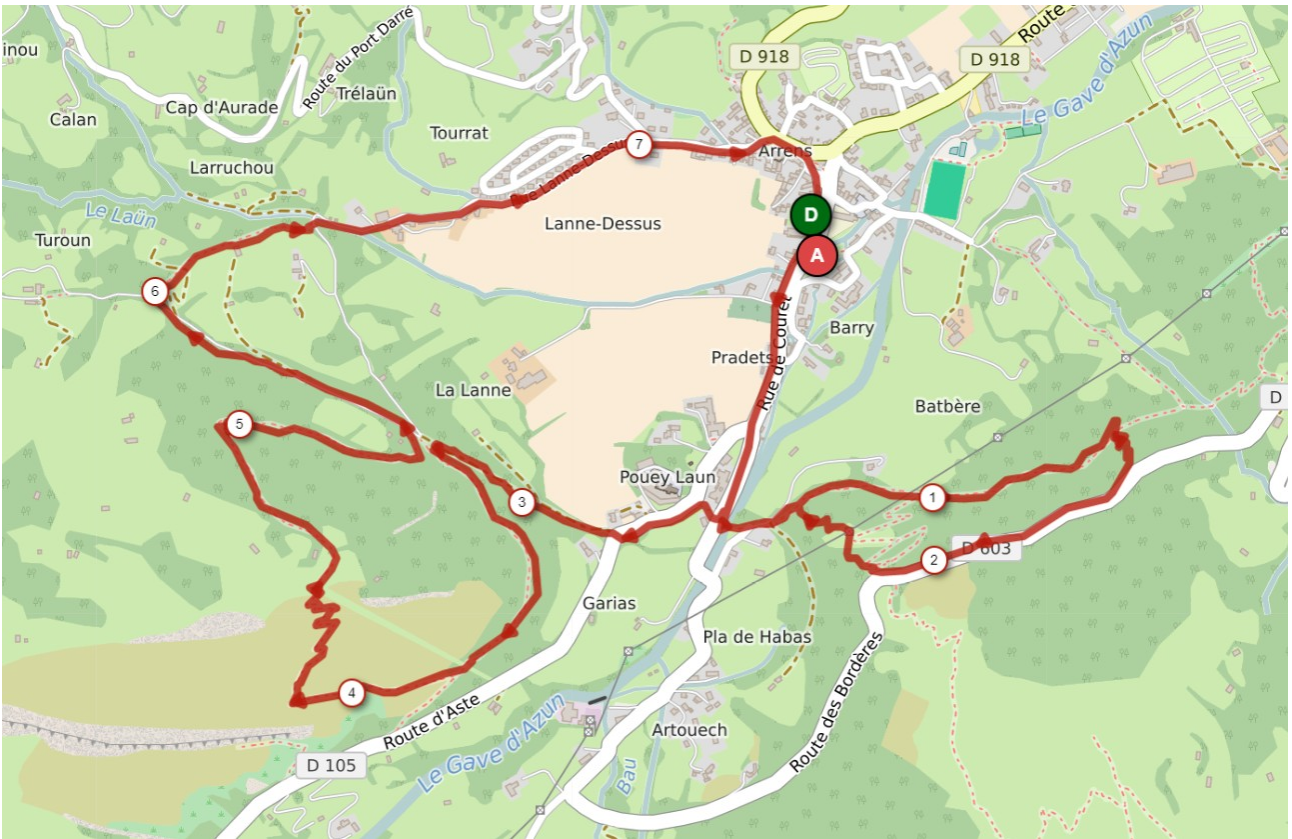 inou
Route du Port Darré
D 918
D 918
Route
Cap d'Aurade
Trélaün
Calan
Tourrat
Le Gave d'Azun
7
Arrens
Larruchou
Lanne-Dessu
Le Laün
D
Lanne-Dessus
Turoun
A
6
Barry
Rue de Couret
Pradets
La Lanne
D
Batbère
5
Pouey Laun
3
1
D 603
2
Garias
Pla de Habas
4
Route des Bordères
Route d'Aste
Le Gave d'Azun
Artouech
D 105
Bau